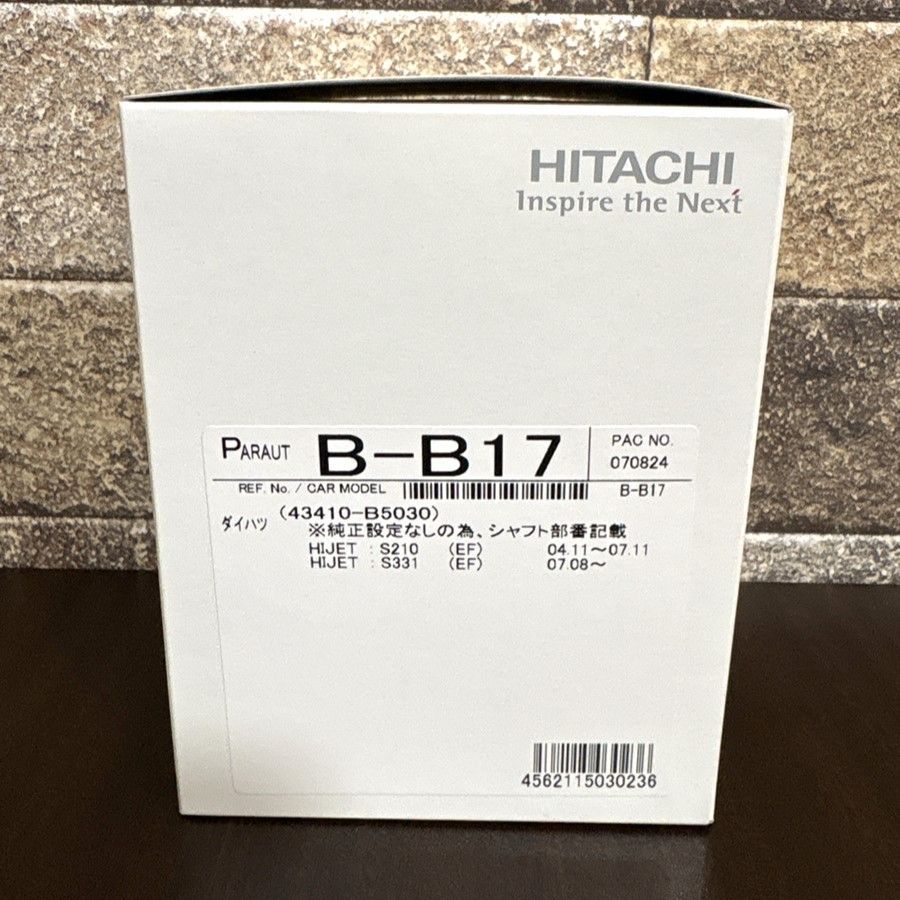 HITACHI
Inspire the Next
PARAUT B-B17 PAC NO.
070824
REF. No. / CAR MODEL B-B17
ダイハツ (43410-B5030)
※純正設定なしの為、シャフト部番記載
HIJET : S210 (EF) 04.11～07.11
HIJET : S331 (EF) 07.08～
4562115030236